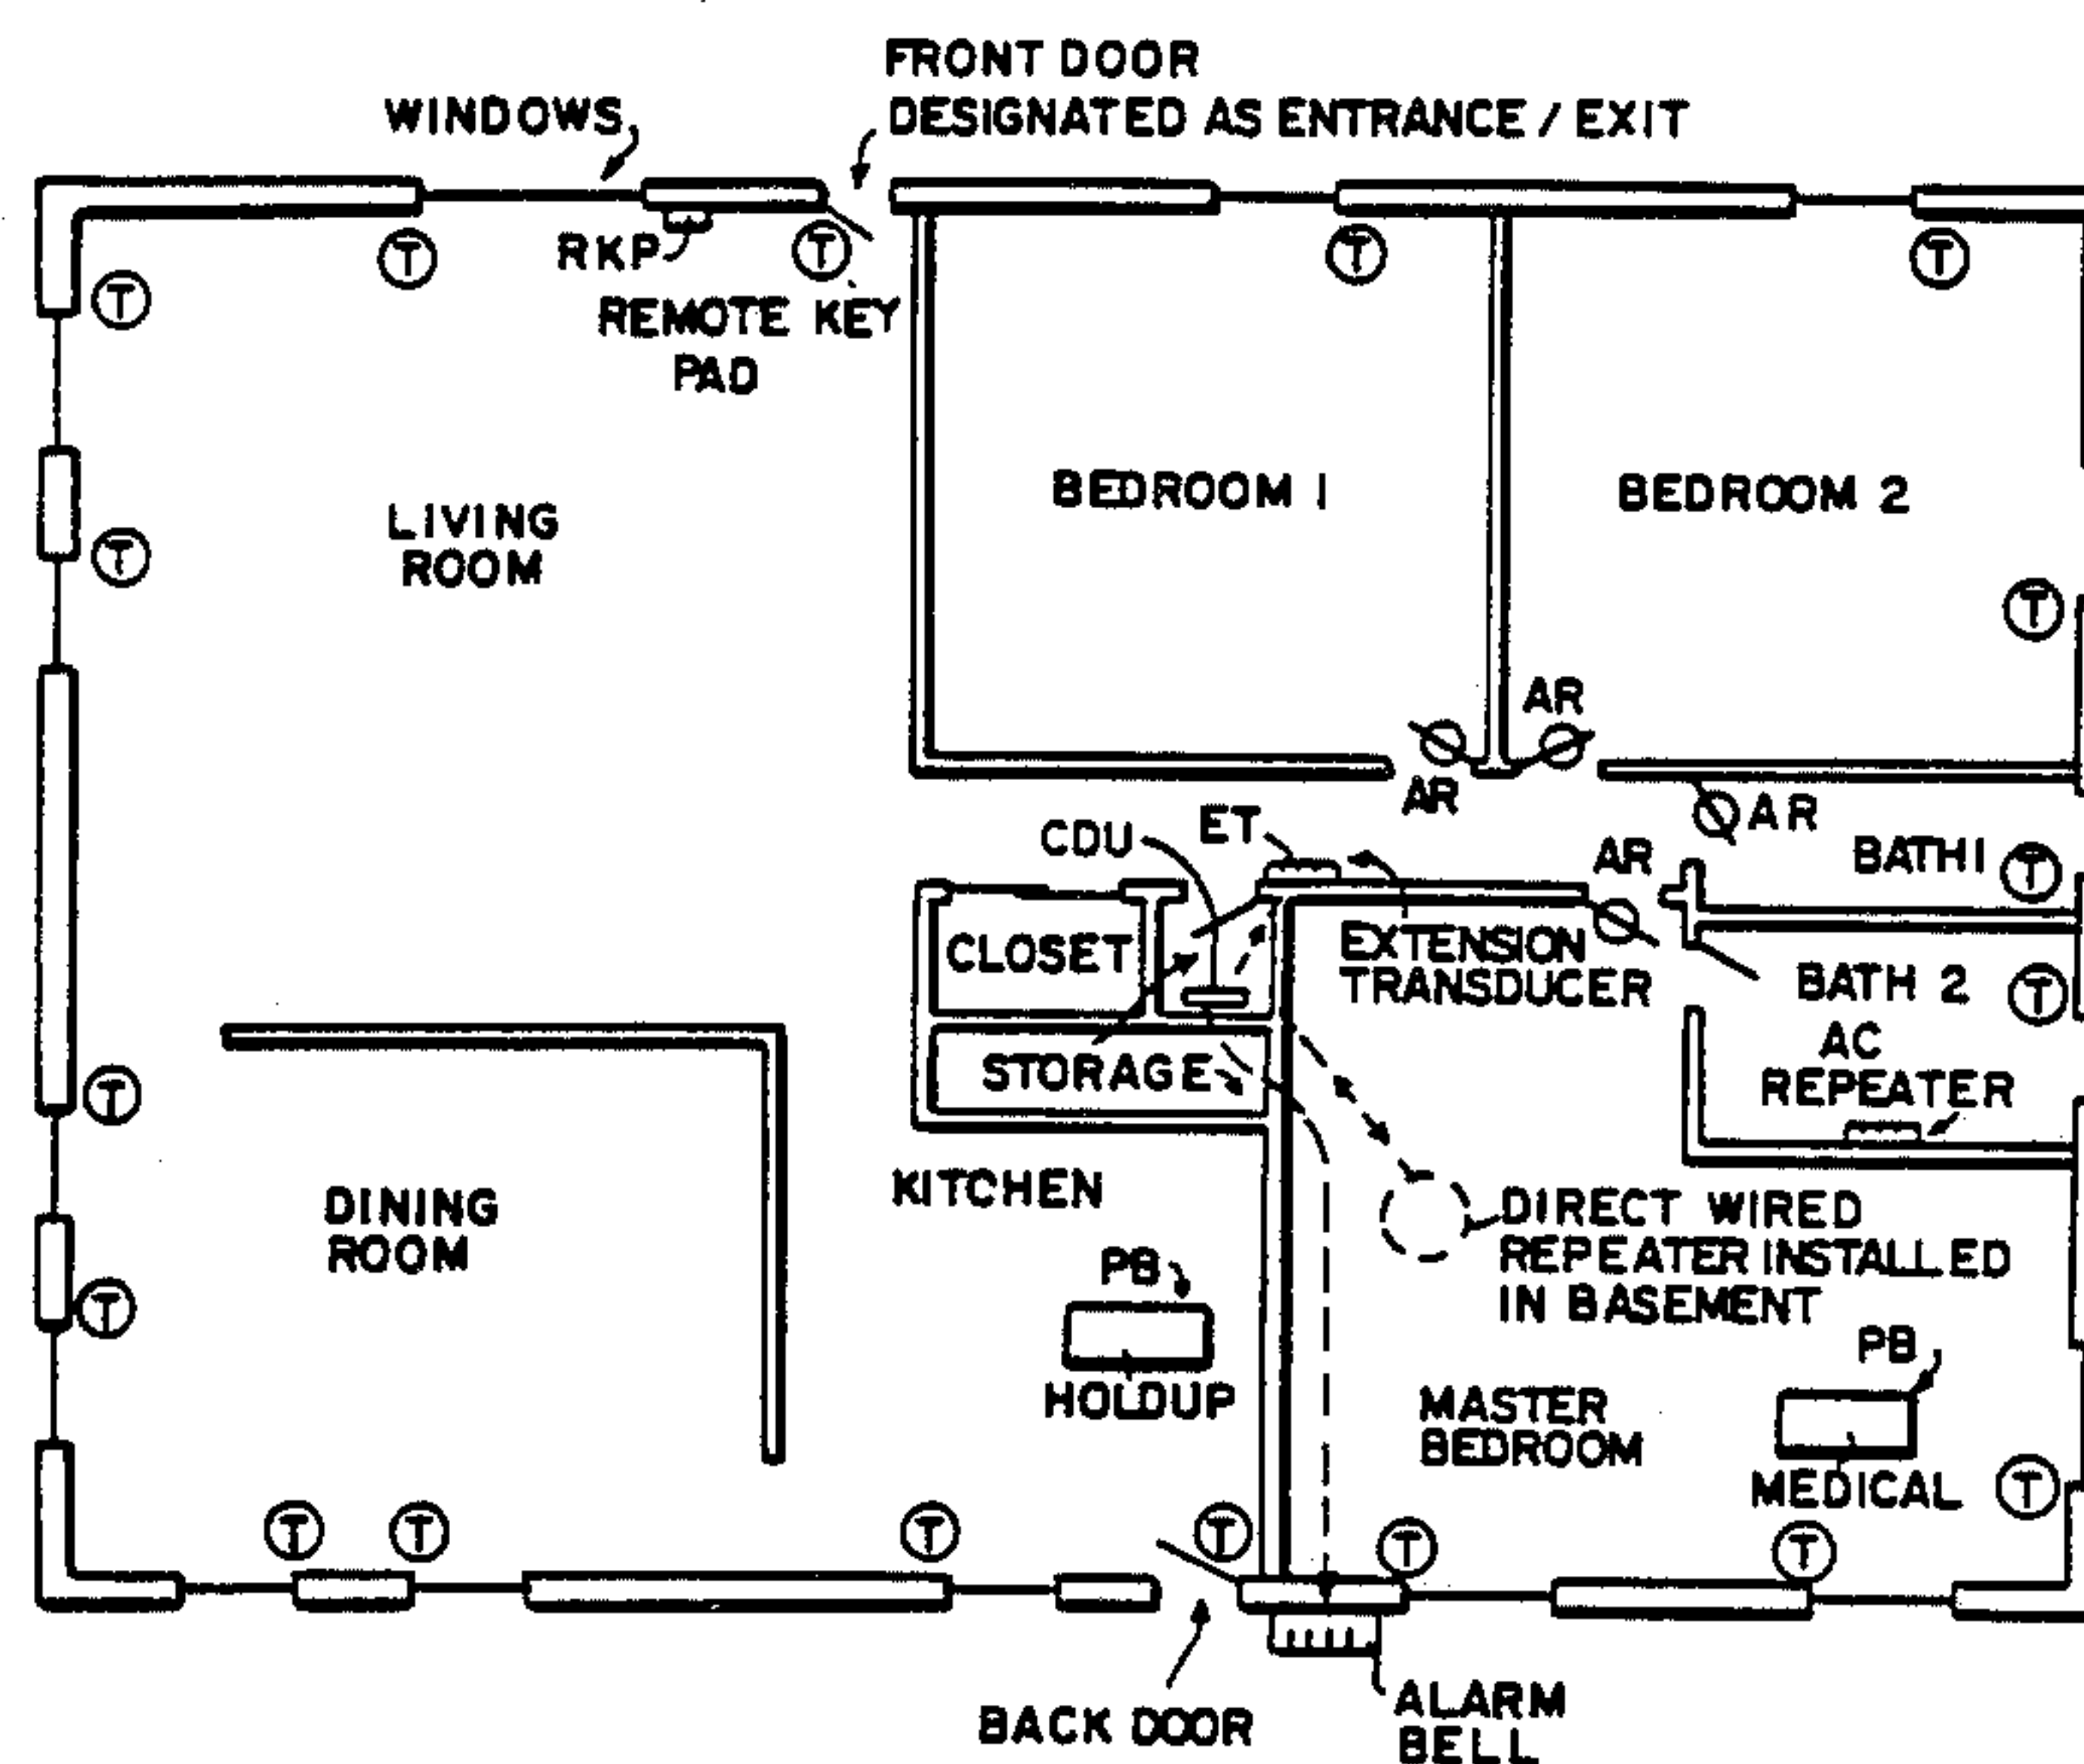 FRONT DOOR
WINDOWS
DESIGNATED AS ENTRANCE / EXIT
RKP
T
T
T
T
T
REMOTE KEY
PAD
LIVING
ROOM
BEDROOM 1
BEDROOM 2
T
T
AR
AR
AR
CDU
ET
AR
BATH 1
T
CLOSET
EXTENSION
TRANSDUCER
BATH 2
T
STORAGE
AC
REPEATER
T
KITCHEN
DINING
ROOM
DIRECT WIRED
REPEATER INSTALLED
IN BASEMENT
PB
T
HOLDUP
PB
MASTER
BEDROOM
MEDICAL
T
T
T
T
T
T
T
BACK DOOR
ALARM
BELL